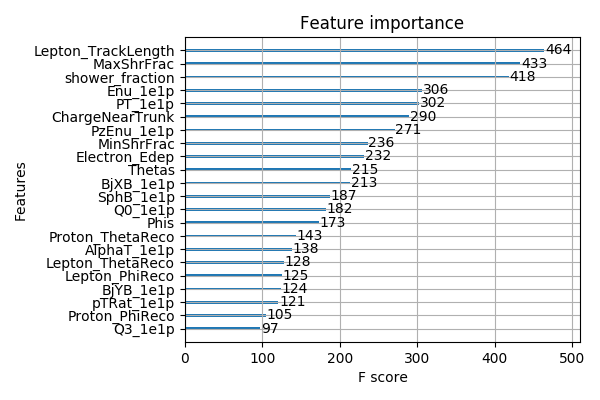 Feature importance
Lepton_TrackLength 464
MaxShrFrac 433
shower_fraction 418
Enu_1e1p 306
PT_1e1p 302
ChargeNearTrunk 290
PzEnu_1e1p 271
MinShrFrac 236
Electron_Edep 232
Thetas 215
BjXB_1e1p 213
SphB_1e1p 187
Q0_1e1p 182
Phis 173
Proton_ThetaReco 143
AlphaT_1e1p 138
Lepton_ThetaReco 128
Lepton_PhiReco 125
BjYB_1e1p 124
pTRat_1e1p 121
Proton_PhiReco 105
Q3_1e1p 97
Features
0 100 200 300 400 500
F score